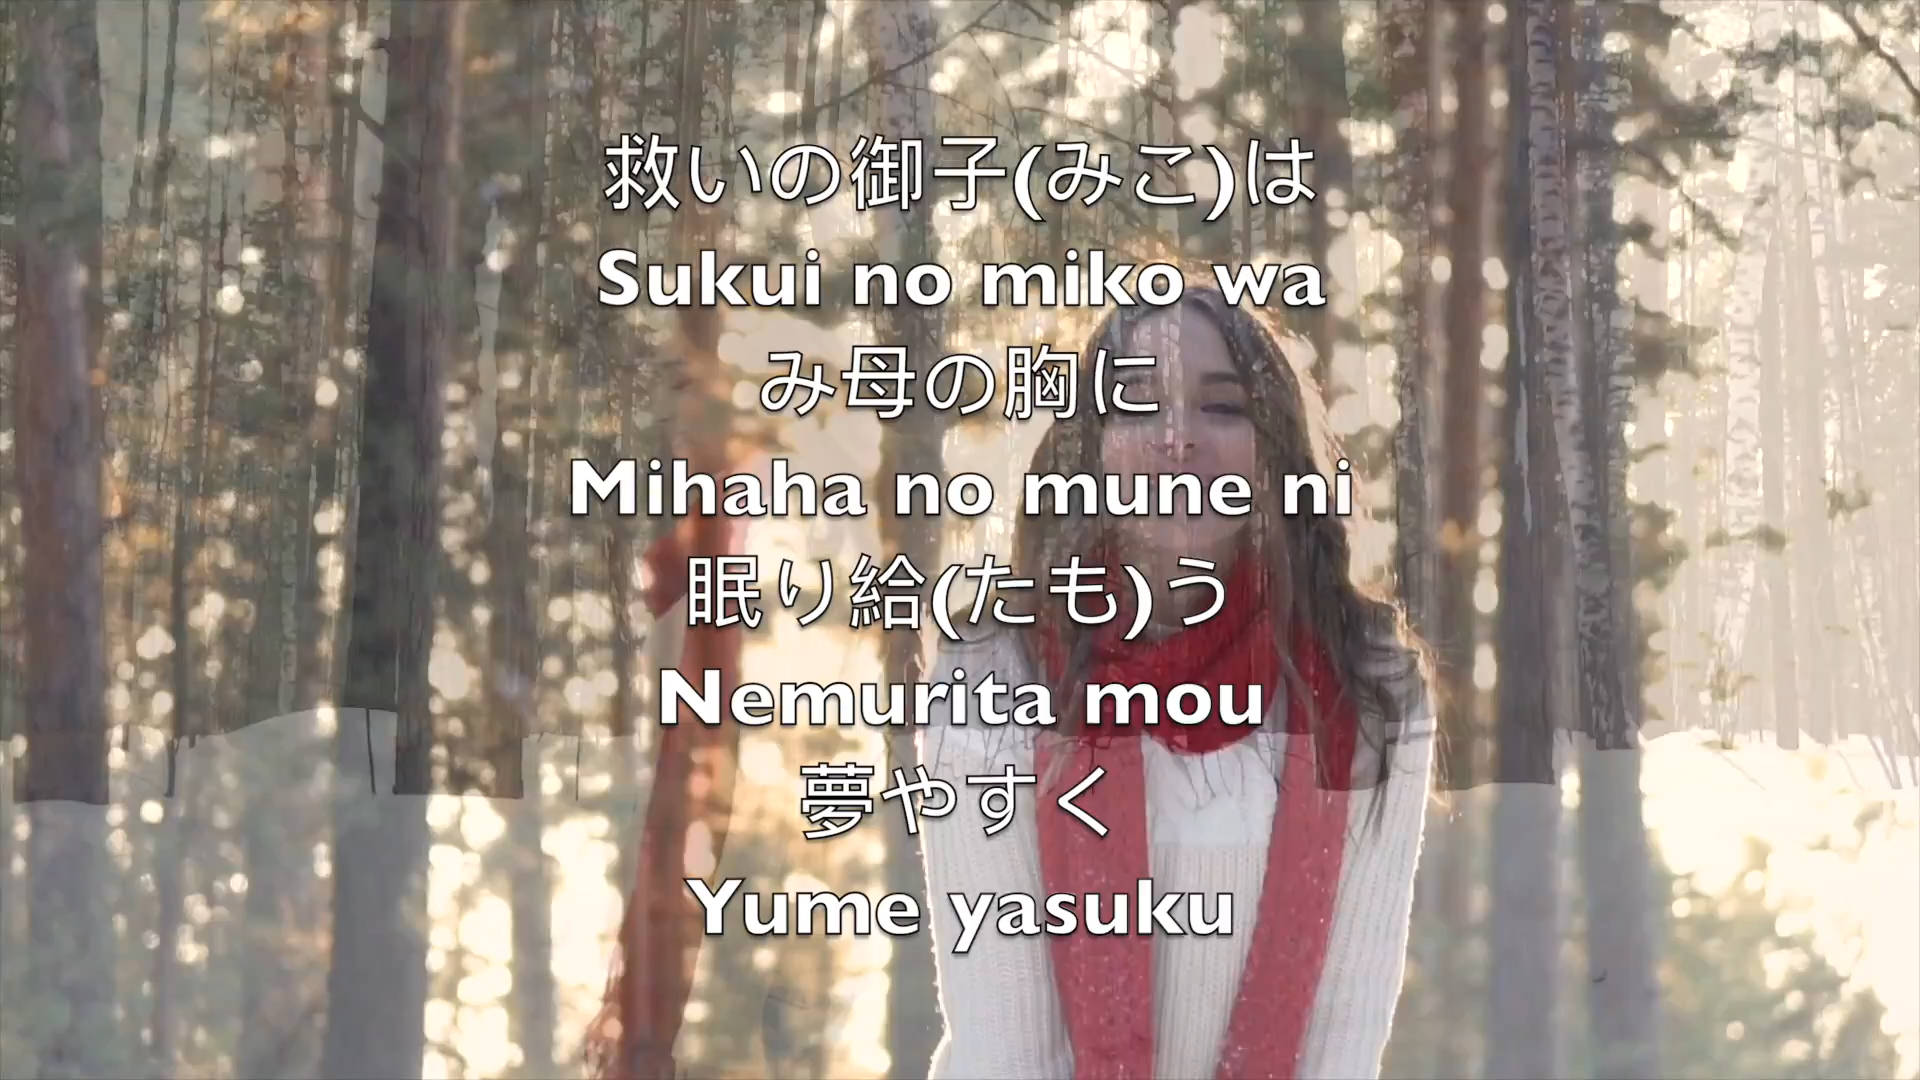 救いの御子(みこ)は
Sukui no miko wa
み母の胸に
Mihaha no mune ni
眠り給(たも)う
Nemurita mou
夢やすく
Yume yasuku